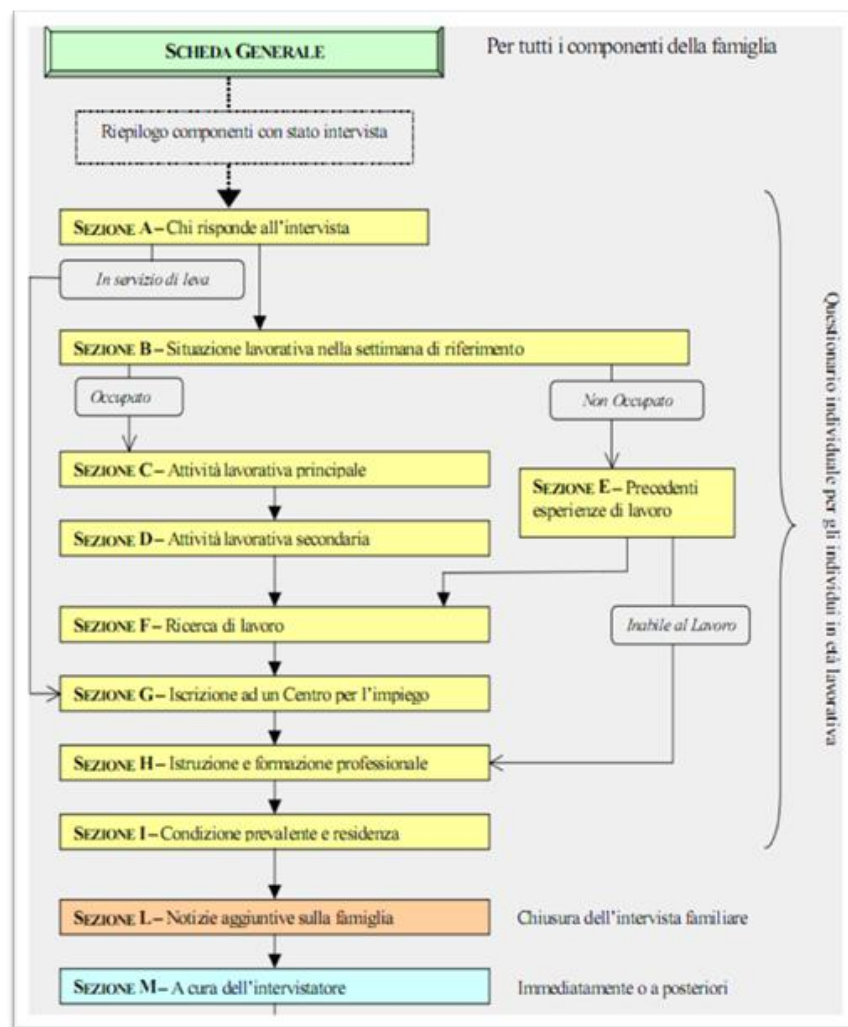 SCHEDA GENERALE
Per tutti i componenti della famiglia
Riepilogo componenti con stato intervista
SEZIONE A – Chi risponde all'intervista
In servizio di leva
SEZIONE B – Situazione lavorativa nella settimana di riferimento
Occupato
Non Occupato
SEZIONE C – Attività lavorativa principale
SEZIONE E – Precedenti
esperienze di lavoro
SEZIONE D – Attività lavorativa secondaria
SEZIONE F – Ricerca di lavoro
Inabile al Lavoro
SEZIONE G – Iscrizione ad un Centro per l'impiego
SEZIONE H – Istruzione e formazione professionale
SEZIONE I – Condizione prevalente e residenza
Questionario individuale per gli individui in età lavorativa
SEZIONE L – Notizie aggiuntive sulla famiglia
Chiusura dell'intervista familiare
SEZIONE M – A cura dell'intervistatore
Immediatamente o a posteriori